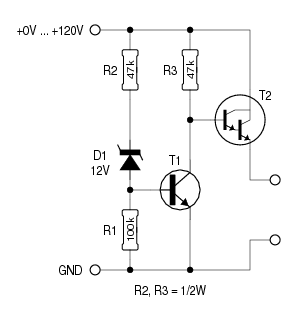 +0V ... +120V
R2
47k
R3
47k
T2
D1
12V
T1
R1
100k
GND
R2, R3 = 1/2W